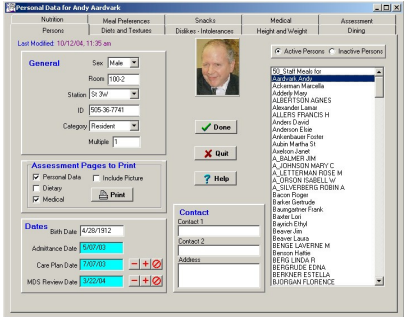 Personal Data for Andy Aardvark
Nutrition
Meal Preferences
Snacks
Medical
Assessment
Persons
Diets and Textures
Dislikes - Intolerances
Height and Weight
Dining
Last Modified: 10/12/04, 11:35 am
General
Sex Male
Room 100-2
Station St 3W
ID 505-36-7741
Category Resident
Multiple 1
Assessment Pages to Print
Personal Data
Include Picture
Dietary
Medical
Print
Dates
Birth Date 4/28/1912
Admittance Date 5/07/03
Care Plan Date 7/07/03
MDS Review Date 3/22/04
Done
Quit
Help
Contact
Contact 1
Contact 2
Address
Active Persons
Inactive Persons
50_Staff Meals for
Aardvark Andy
Ackerman Marcella
Adderly Mary
ALBERTSON AGNES
Alexander Lamar
ALLERS FRANCIS H
Anders David
Anderson Elsie
Ankenbauer Foster
Aubin Martha St
Axelson Janet
A_BALMER JIM
A_JOHNSON MARY C
A_LETTERMAN ROSE M
A_ORSON ISABELL W
A_SILVERBERG ROBIN A
Bacon Roger
Barker Gertrude
Baumgartner Frank
Baxter Lori
Bayrich Ethyl
Beaver Jim
Beaver Laura
BENGE LAVERNE M
Benson Hattie
BERG LINDA R
BERGRUDE EDNA
BERKNER ESTELLA
BJORGAN FLORENCE